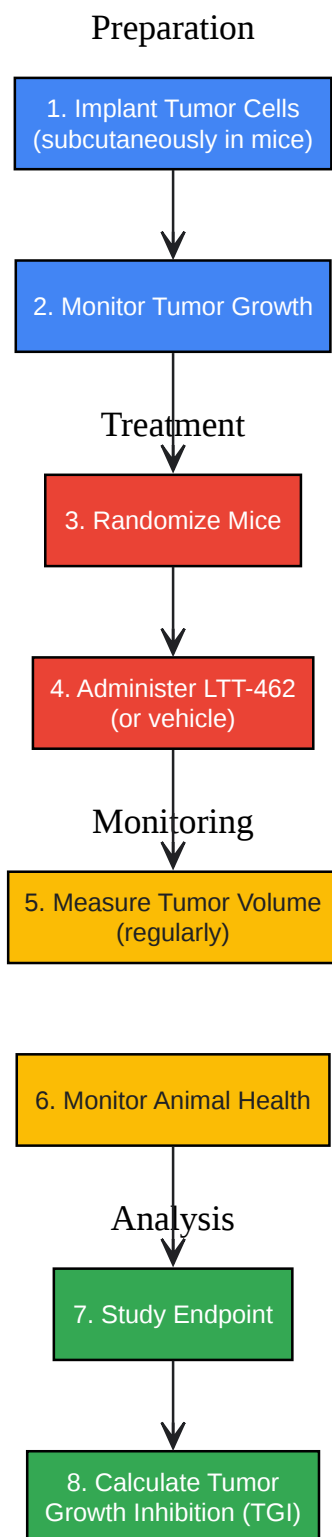 Preparation
1. Implant Tumor Cells
(subcutaneously in mice)
2. Monitor Tumor Growth
Treatment
3. Randomize Mice
4. Administer LTT-462
(or vehicle)
Monitoring
5. Measure Tumor Volume
(regularly)
6. Monitor Animal Health
Analysis
7. Study Endpoint
8. Calculate Tumor
Growth Inhibition (TGI)